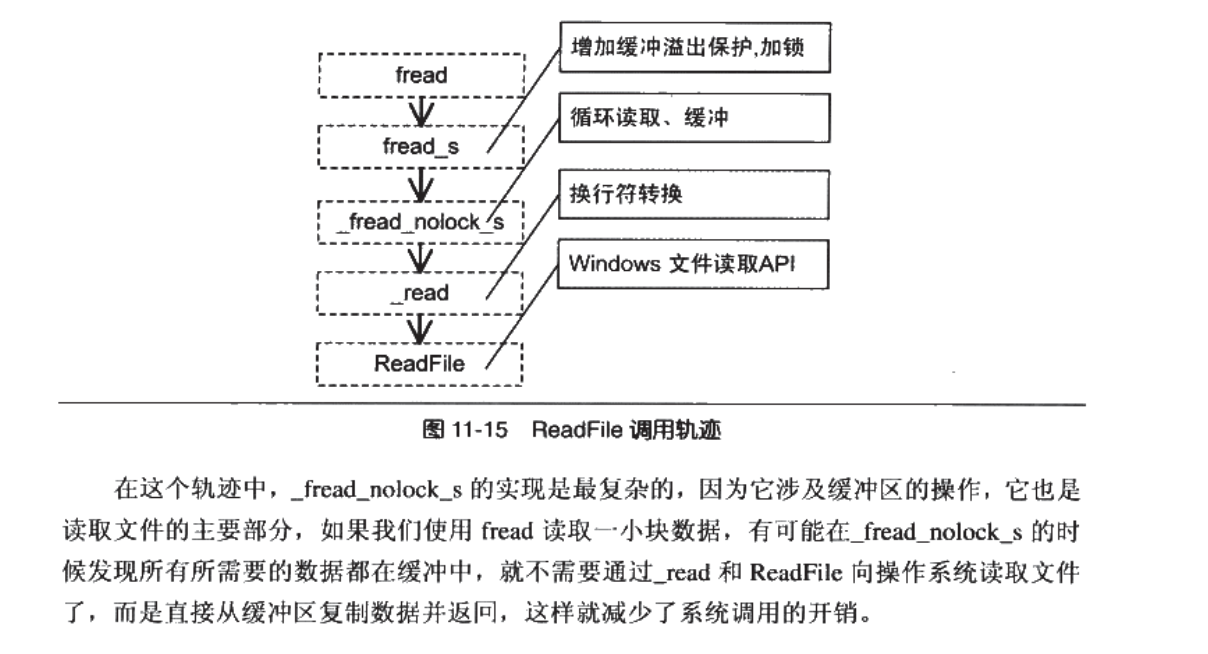 fread
增加缓冲溢出保护,加锁
fread_s
循环读取、缓冲
_fread_nolock_s
换行符转换
_read
Windows 文件读取API
ReadFile
图 11-15 ReadFile 调用轨迹
在这个轨迹中，_fread_nolock_s 的实现是最复杂的，因为它涉及缓冲区的操作，它也是
读取文件的主要部分，如果我们使用 fread 读取一小块数据，有可能在_fread_nolock_s 的时
候发现所有所需要的数据都在缓冲中，就不需要通过_read 和 ReadFile 向操作系统读取文件
了，而是直接从缓冲区复制数据并返回，这样就减少了系统调用的开销。